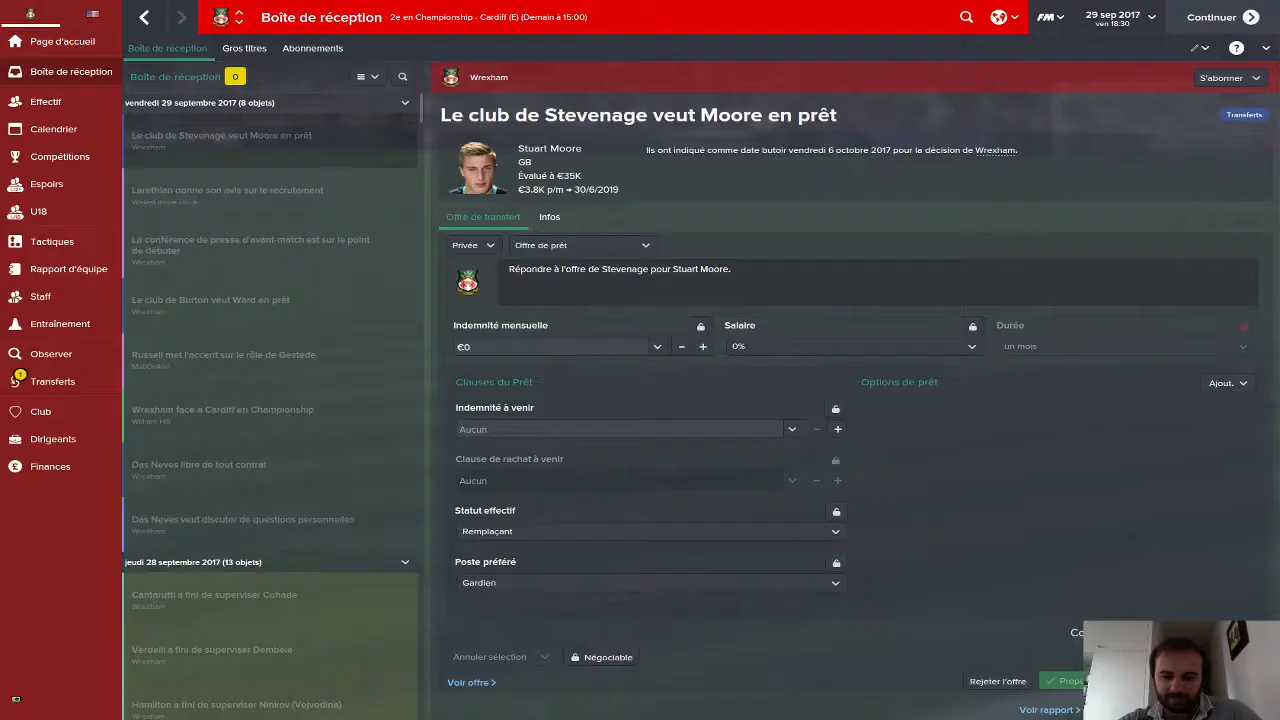 Boîte de réception
2e en Championship - Cardiff (E) (Demain à 15:00)
FM
29 sep 2017
ven 18:30
Continuer
Page d'accueil
Boîte de réception
Effectif
Calendrier
Compétitions
Espoirs
U18
Tactiques
Rapport d'équipe
Staff
Entraînement
Observer
1
Transferts
Club
Dirigeants
Finances
Boîte de réception
Gros titres
Abonnements
Boîte de réception
0
vendredi 29 septembre 2017 (8 objets)
Le club de Stevenage veut Moore en prêt
Wrexham
Larethian donne son avis sur le recrutement
La conférence de presse d'avant-match est sur le point
de débuter
Wrexham
Le club de Burton veut Ward en prêt
Wrexham
Russell met l'accent sur le rôle de Gestede
MailOnline
Wrexham face a Cardiff en Championship
William Hill
Das Neves libre de tout contrat
Wrexham
Das Neves veut discuter de questions personnelles
Wrexham
jeudi 28 septembre 2017 (13 objets)
Cantarutti a fini de superviser Cohade
Wrexham
Verdelli a fini de superviser Dembele
Wrexham
Hamilton a fini de superviser Ninkov (Vojvodina)
Wrexham
Wrexham
S'abonner
Le club de Stevenage veut Moore en prêt
Transferts
Stuart Moore
GB
Évalué à €35K
€3.8K p/m → 30/6/2019
Ils ont indiqué comme date butoir vendredi 6 octobre 2017 pour la décision de Wrexham.
Offre de transfert
Infos
Privée
Offre de prêt
Répondre à l'offre de Stevenage pour Stuart Moore.
Indemnité mensuelle
Salaire
Durée
€0
0%
un mois
Clauses du Prêt
Options de prêt
Ajout.
Indemnité à venir
Aucun
Clause de rachat à venir
Aucun
Statut effectif
Remplaçant
Poste préféré
Gardien
Co
Annuler sélection
Négociable
Voir offre >
Rejeter l'offre
Propo
Voir rapport >